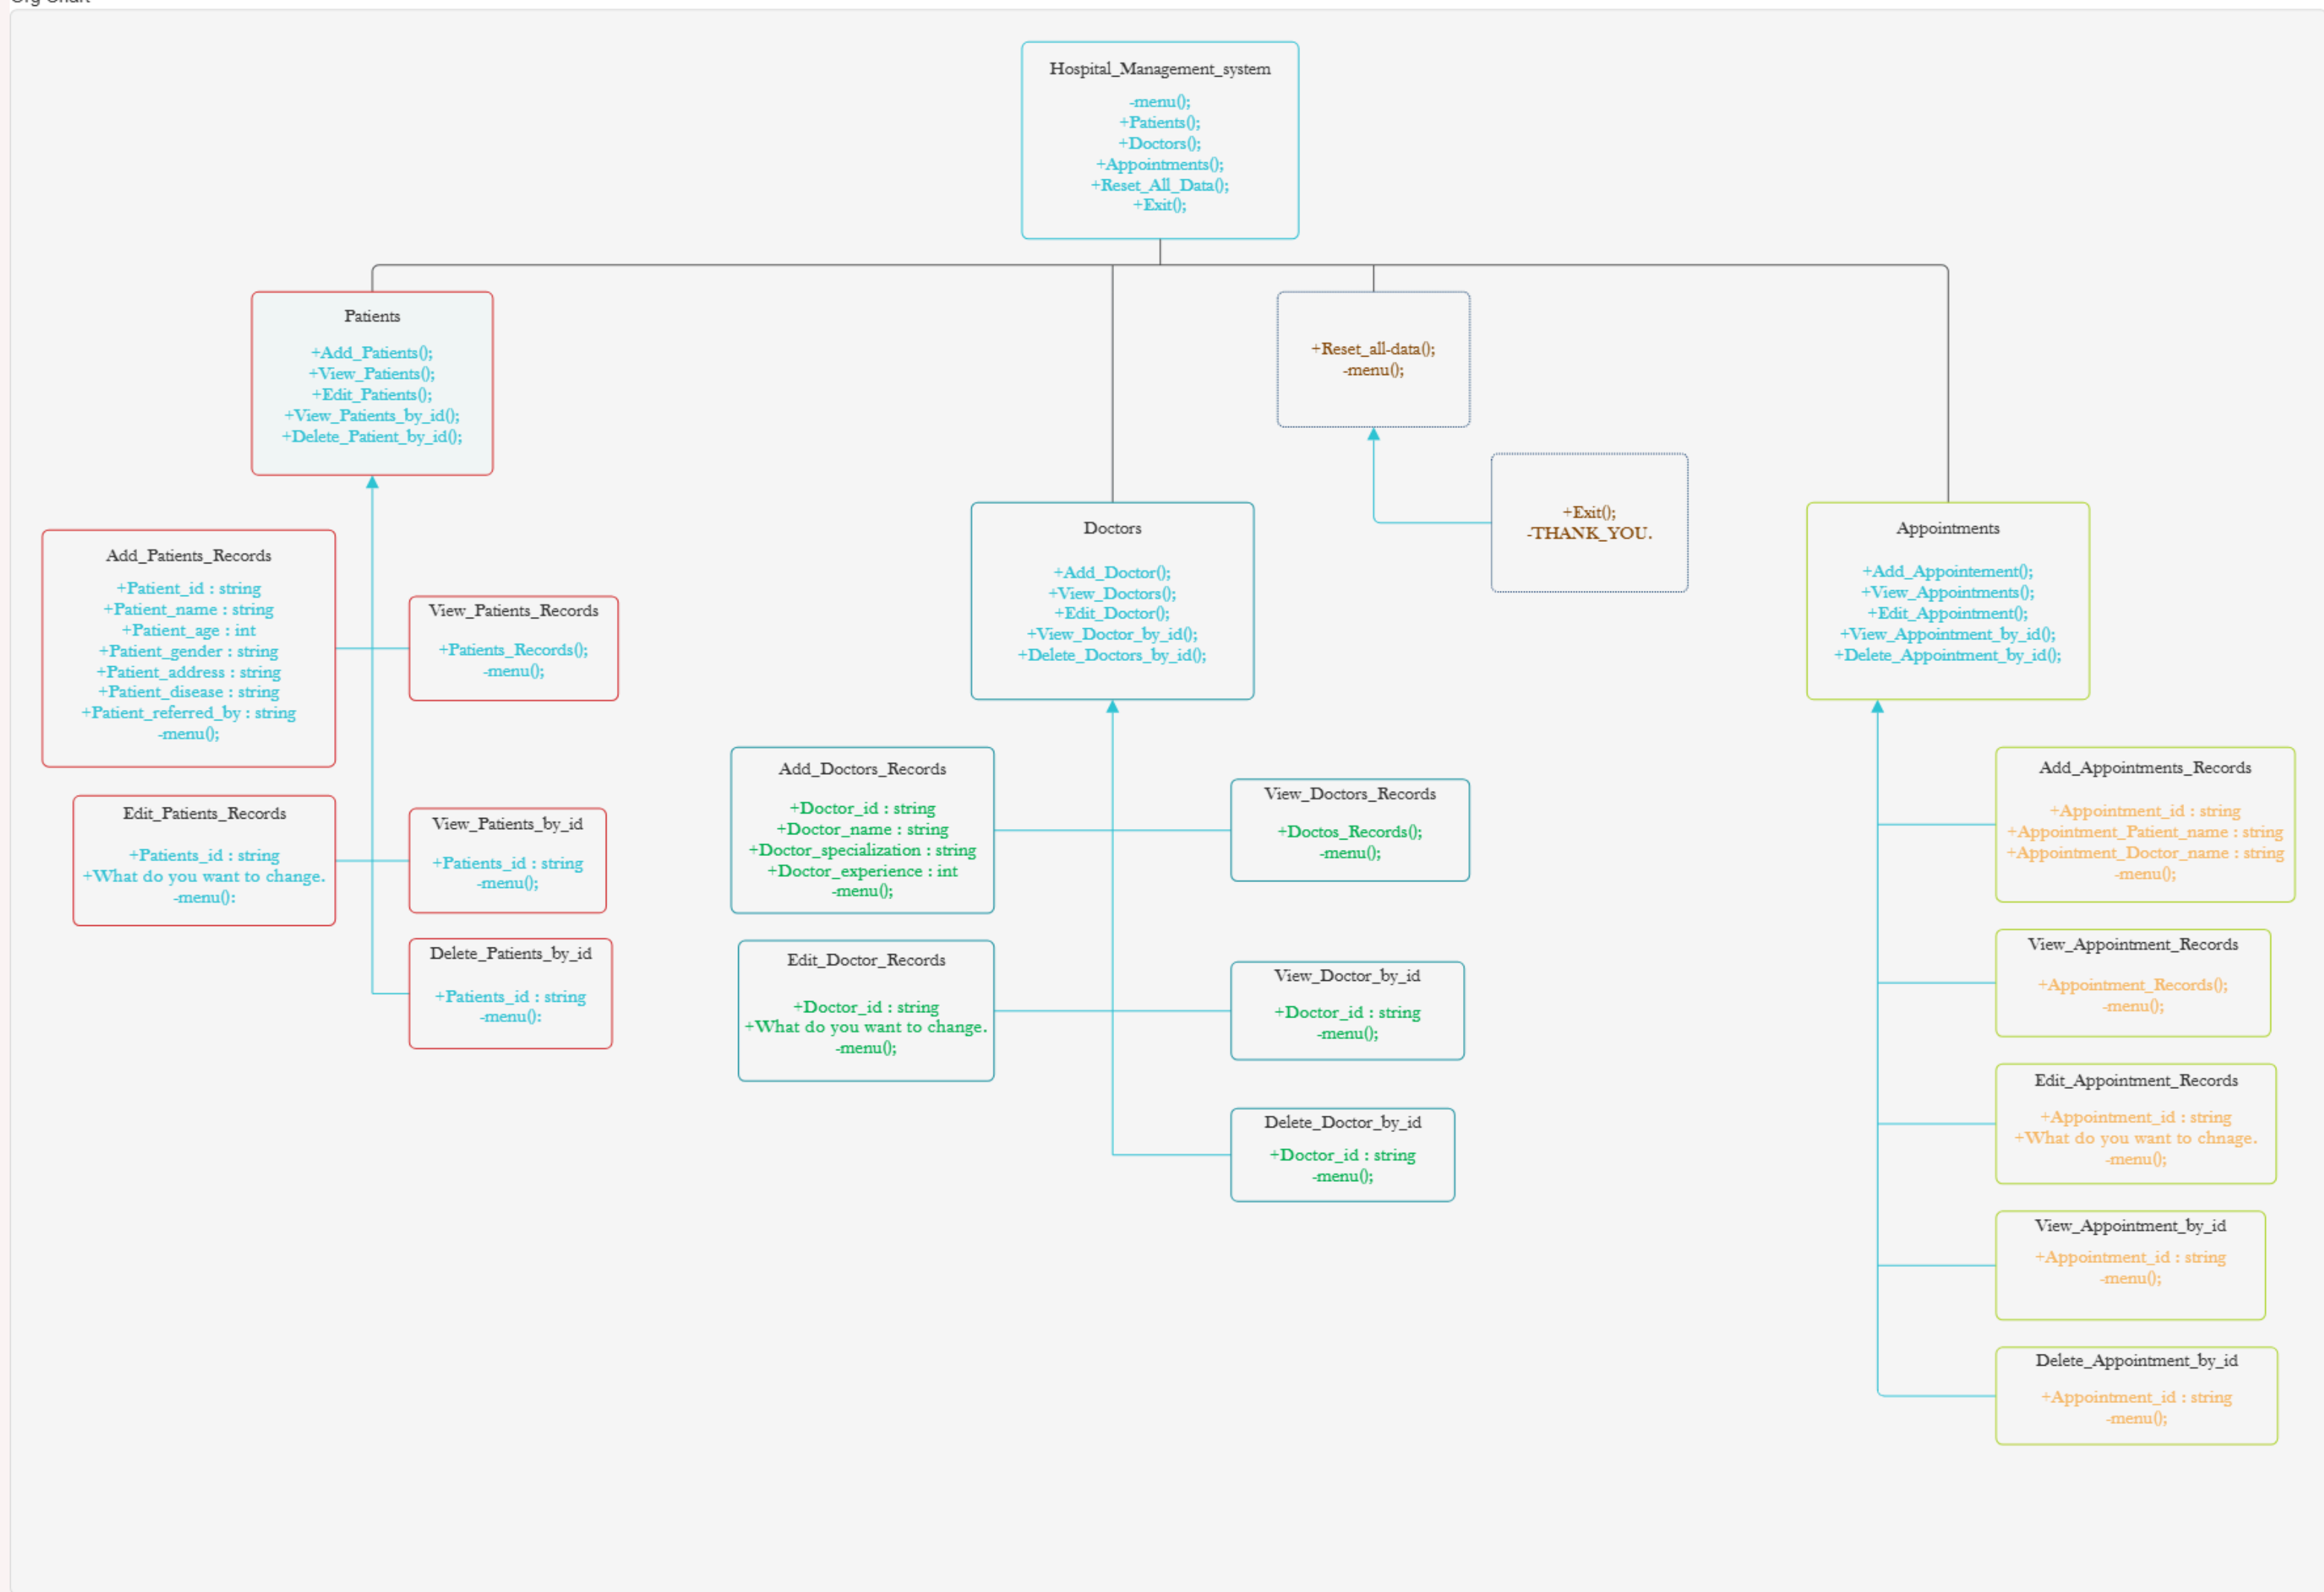 Org Chart
Hospital_Management_system
-menu();
+Patients();
+Doctors();
+Appointments();
+Reset_All_Data();
+Exit();
Patients
+Add_Patients();
+View_Patients();
+Edit_Patients();
+View_Patients_by_id();
+Delete_Patient_by_id();
+Reset_all-data();
-menu();
+Exit();
-THANK_YOU.
Add_Patients_Records
+Patient_id : string
+Patient_name : string
+Patient_age : int
+Patient_gender : string
+Patient_address : string
+Patient_disease : string
+Patient_referred_by : string
-menu();
View_Patients_Records
+Patients_Records();
-menu();
Edit_Patients_Records
+Patients_id : string
+What do you want to change.
-menu():
View_Patients_by_id
+Patients_id : string
-menu();
Delete_Patients_by_id
+Patients_id : string
-menu():
Doctors
+Add_Doctor();
+View_Doctors();
+Edit_Doctor();
+View_Doctor_by_id();
+Delete_Doctors_by_id();
Add_Doctors_Records
+Doctor_id : string
+Doctor_name : string
+Doctor_specialization : string
+Doctor_experience : int
-menu();
View_Doctors_Records
+Doctos_Records();
-menu();
Edit_Doctor_Records
+Doctor_id : string
+What do you want to change.
-menu();
View_Doctor_by_id
+Doctor_id : string
-menu();
Delete_Doctor_by_id
+Doctor_id : string
-menu();
Appointments
+Add_Appointement();
+View_Appointments();
+Edit_Appointment();
+View_Appointment_by_id();
+Delete_Appointment_by_id();
Add_Appointments_Records
+Appointment_id : string
+Appointment_Patient_name : string
+Appointment_Doctor_name : string
-menu();
View_Appointment_Records
+Appointment_Records();
-menu();
Edit_Appointment_Records
+Appointment_id : string
+What do you want to chnage.
-menu();
View_Appointment_by_id
+Appointment_id : string
-menu();
Delete_Appointment_by_id
+Appointment_id : string
-menu();